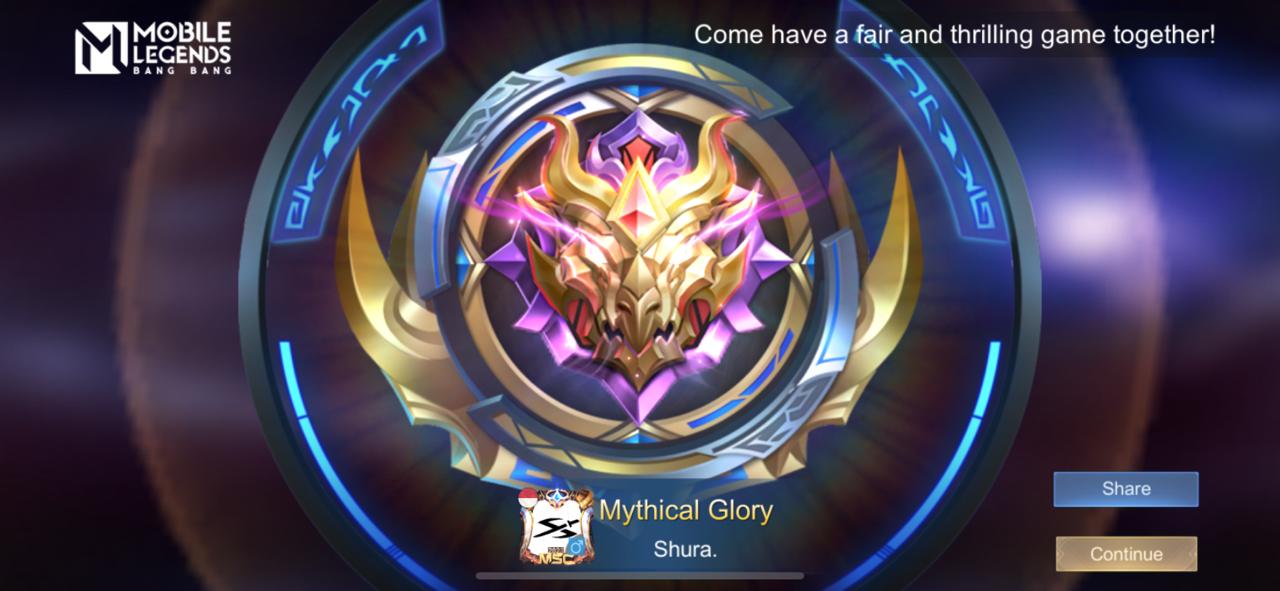 MOBILE
LEGENDS
BANG BANG
Come have a fair and thrilling game together!
Mythical Glory
MSC
Shura.
Share
Continue